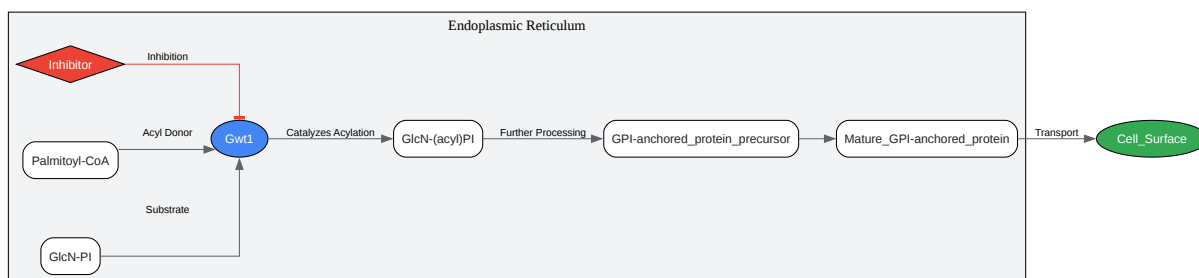 Endoplasmic Reticulum
Inhibitor
Inhibition
Palmitoyl-CoA
Acyl Donor
GlcN-PI
Substrate
Gwt1
Catalyzes Acylation
GlcN-(acyl)PI
Further Processing
GPI-anchored_protein_precursor
Mature_GPI-anchored_protein
Transport
Cell_Surface